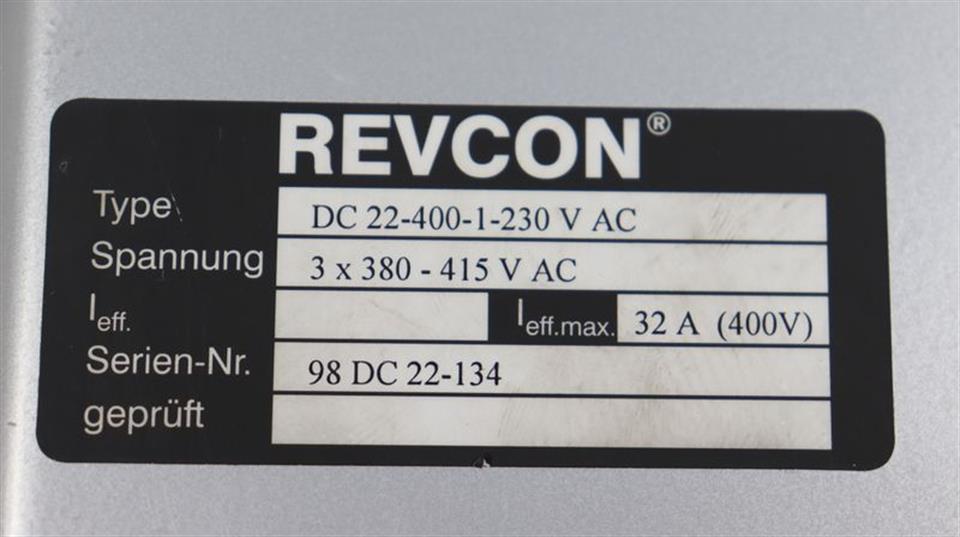 REVCON®
Type DC 22-400-1-230 V AC
Spannung 3 x 380 - 415 V AC
Ieff. Ieff.max. 32 A (400V)
Serien-Nr. 98 DC 22-134
geprüft